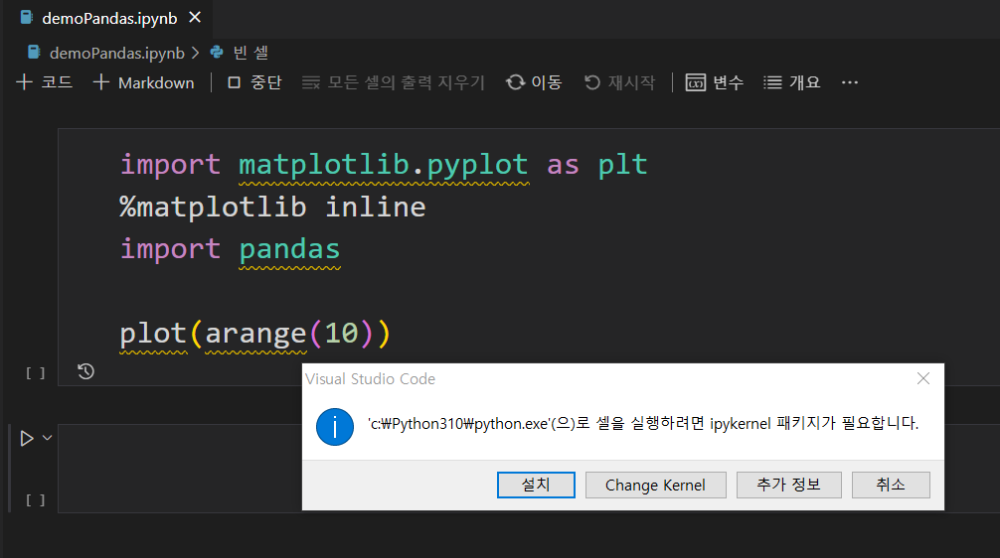 demoPandas.ipynb
demoPandas.ipynb > 빈 셀
코드 Markdown 중단 모든 셀의 출력 지우기 이동 재시작 변수 개요 ...
import matplotlib.pyplot as plt
%matplotlib inline
import pandas
plot(arange(10))
[ ]
Visual Studio Code
'c:₩Python310₩python.exe'(으)로 셀을 실행하려면 ipykernel 패키지가 필요합니다.
설치 Change Kernel 추가 정보 취소
[ ]